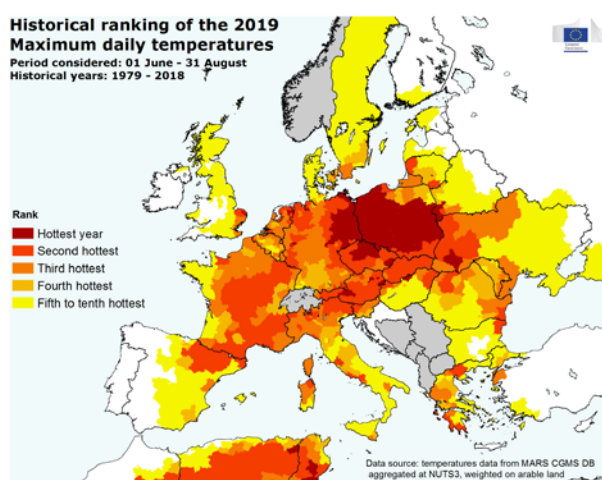 Historical ranking of the 2019
Maximum daily temperatures
Period considered: 01 June - 31 August
Historical years: 1979 - 2018
Rank
Hottest year
Second hottest
Third hottest
Fourth hottest
Fifth to tenth hottest
Data source: temperatures data from MARS CGMS DB
aggregated at NUTS3, weighted on arable land